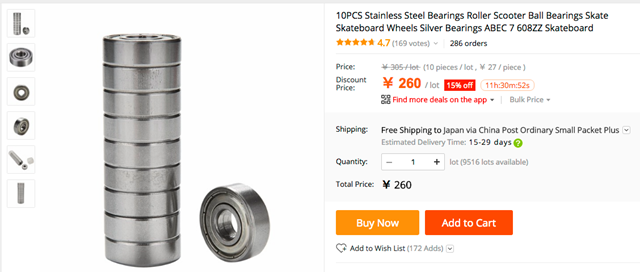 10PCS Stainless Steel Bearings Roller Scooter Ball Bearings Skate
Skateboard Wheels Silver Bearings ABEC 7 608ZZ Skateboard
4.7 (169 votes) 286 orders
Price: ¥ 305 / lot (10 pieces / lot , ¥ 27 / piece )
Discount
Price: ¥ 260 / lot 15% off 11h:30m:52s
Find more deals on the app Bulk Price
Shipping: Free Shipping to Japan via China Post Ordinary Small Packet Plus
Estimated Delivery Time: 15-29 days ?
Quantity: − 1 + lot (9516 lots available)
Total Price: ¥ 260
Buy Now Add to Cart
Add to Wish List (172 Adds)